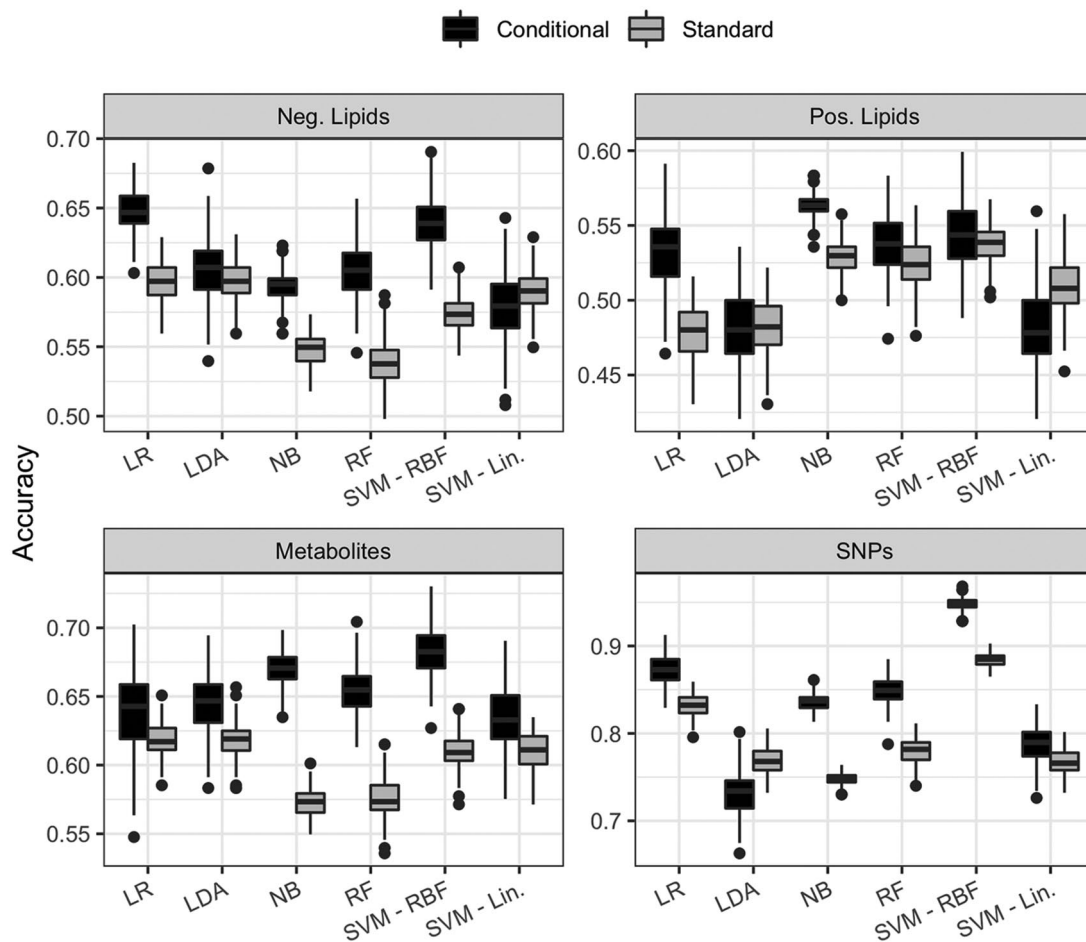 Conditional Standard
Accuracy
Neg. Lipids
0.70
0.65
0.60
0.55
0.50
LR LDA NB RF SVM - RBF SVM - Lin.
Pos. Lipids
0.60
0.55
0.50
0.45
LR LDA NB RF SVM - RBF SVM - Lin.
Metabolites
0.70
0.65
0.60
0.55
LR LDA NB RF SVM - RBF SVM - Lin.
SNPs
0.9
0.8
0.7
LR LDA NB RF SVM - RBF SVM - Lin.